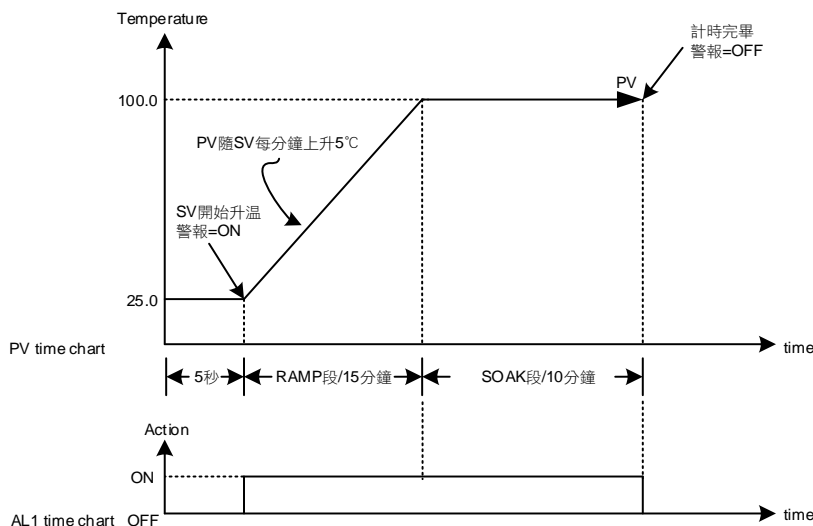 Temperature
計時完畢
警報=OFF
PV
100.0
PV隨SV每分鐘上升5℃
SV開始升温
警報=ON
25.0
PV time chart
time
5秒
RAMP段/15分鐘
SOAK段/10分鐘
Action
ON
AL1 time chart
OFF
time